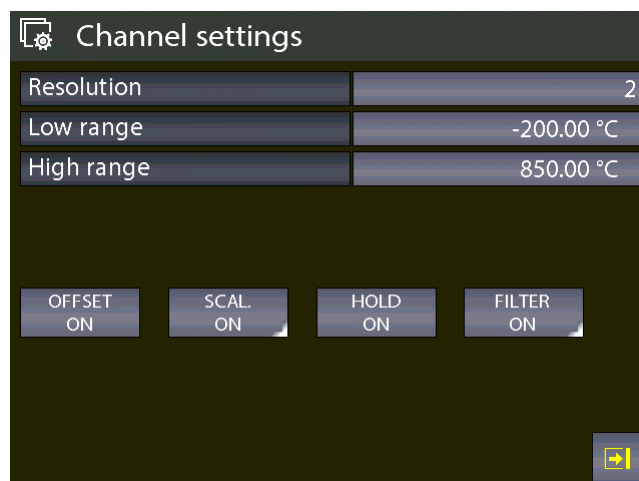 Channel settings
Resolution 2
Low range -200.00 °C
High range 850.00 °C
OFFSET SCAL. HOLD FILTER
ON ON ON ON